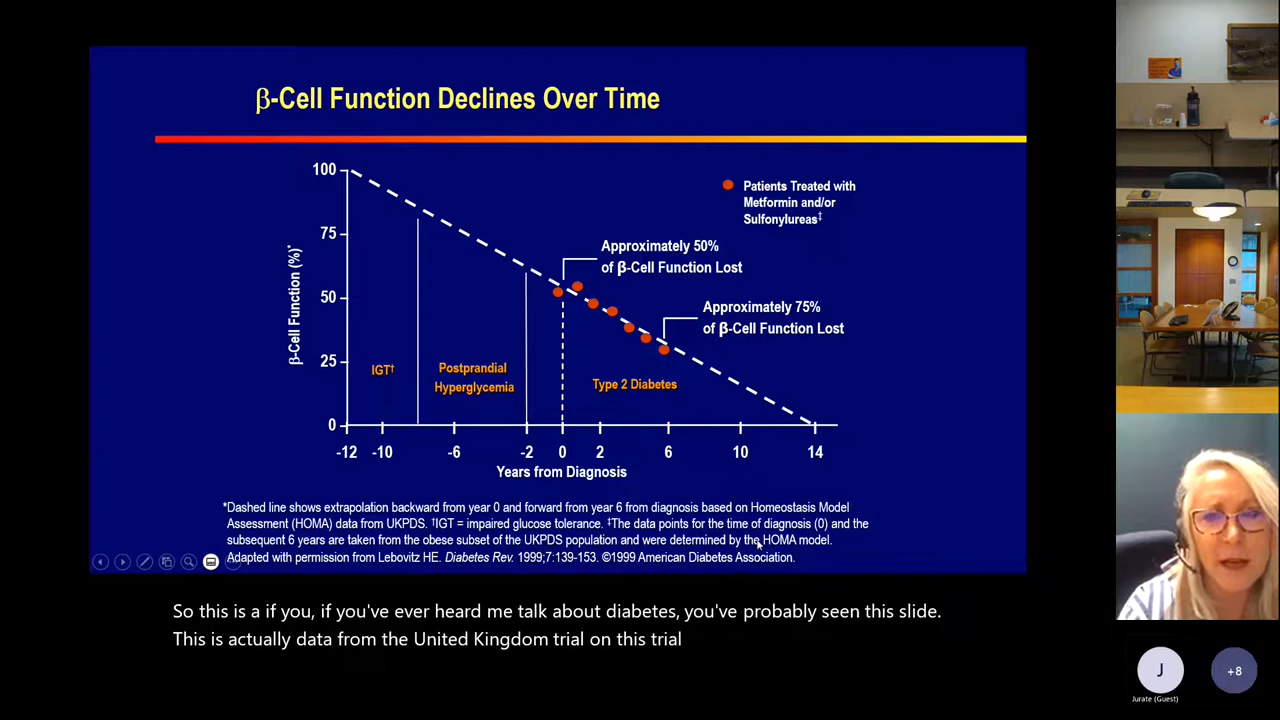 β-Cell Function Declines Over Time
100
75
50
25
0
β-Cell Function (%)*
Patients Treated with
Metformin and/or
Sulfonylureas‡
Approximately 50%
of β-Cell Function Lost
Approximately 75%
of β-Cell Function Lost
IGT†
Postprandial
Hyperglycemia
Type 2 Diabetes
-12 -10 -6 -2 0 2 6 10 14
Years from Diagnosis
*Dashed line shows extrapolation backward from year 0 and forward from year 6 from diagnosis based on Homeostasis Model
Assessment (HOMA) data from UKPDS. †IGT = impaired glucose tolerance. ‡The data points for the time of diagnosis (0) and the
subsequent 6 years are taken from the obese subset of the UKPDS population and were determined by the HOMA model.
Adapted with permission from Lebovitz HE. Diabetes Rev. 1999;7:139-153. ©1999 American Diabetes Association.
So this is a if you, if you've ever heard me talk about diabetes, you've probably seen this slide.
This is actually data from the United Kingdom trial on this trial
J
+8
Jurate (Guest)